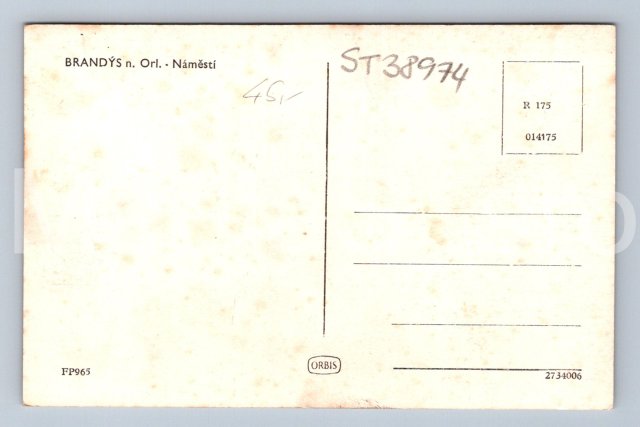 BRANDÝS n. Orl. - Náměstí
45,-
ST38974
R 175
014175
FP965
ORBIS
2734006